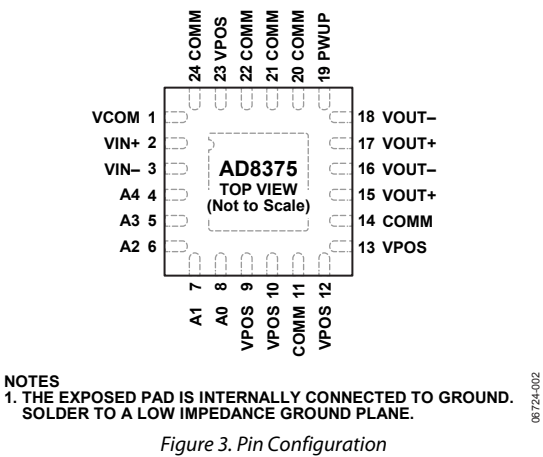 24 COMM
23 VPOS
22 COMM
21 COMM
20 COMM
19 PWUP
VCOM 1
VIN+ 2
VIN– 3
A4 4
A3 5
A2 6
AD8375
TOP VIEW
(Not to Scale)
18 VOUT–
17 VOUT+
16 VOUT–
15 VOUT+
14 COMM
13 VPOS
A1 7
A0 8
VPOS 9
VPOS 10
COMM 11
VPOS 12
NOTES
1. THE EXPOSED PAD IS INTERNALLY CONNECTED TO GROUND.
SOLDER TO A LOW IMPEDANCE GROUND PLANE.
06724-002
Figure 3. Pin Configuration